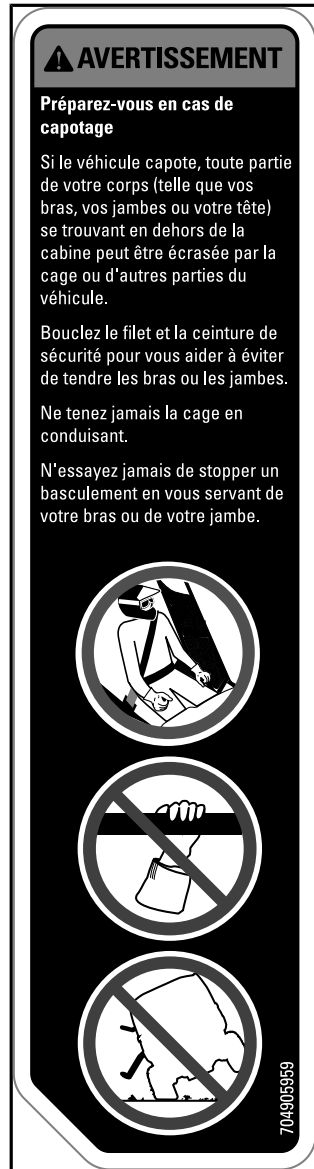 AVERTISSEMENT
Préparez-vous en cas de
capotage
Si le véhicule capote, toute partie
de votre corps (telle que vos
bras, vos jambes ou votre tête)
se trouvant en dehors de la
cabine peut être écrasée par la
cage ou d'autres parties du
véhicule.
Bouclez le filet et la ceinture de
sécurité pour vous aider à éviter
de tendre les bras ou les jambes.
Ne tenez jamais la cage en
conduisant.
N'essayez jamais de stopper un
basculement en vous servant de
votre bras ou de votre jambe.
704905959